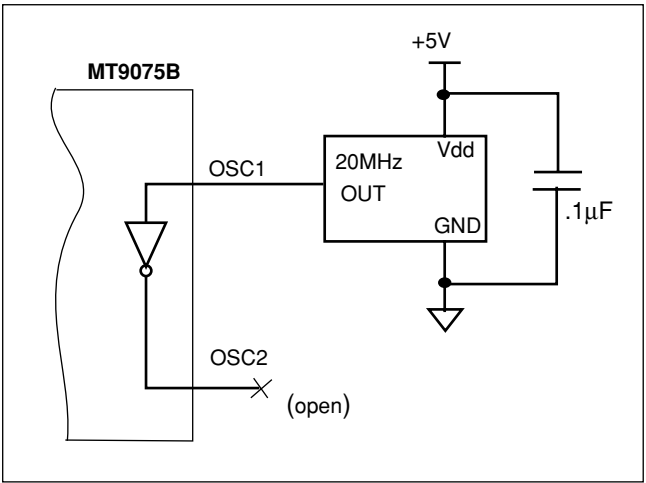 +5V
MT9075B
OSC1
20MHz
OUT
Vdd
GND
.1μF
OSC2
(open)